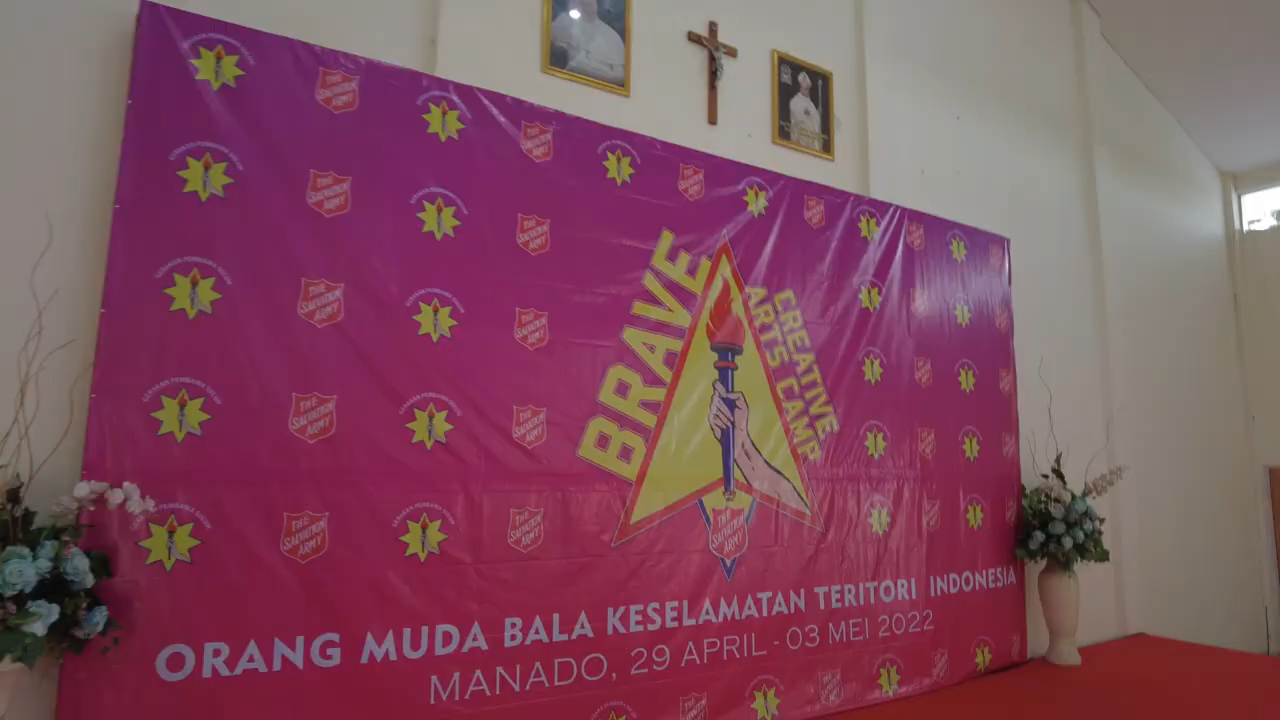 BRAVE
CREATIVE
ARTS CAMP
THE
SALVATION
ARMY
ORANG MUDA BALA KESELAMATAN TERITORI INDONESIA
MANADO, 29 APRIL - 03 MEI 2022